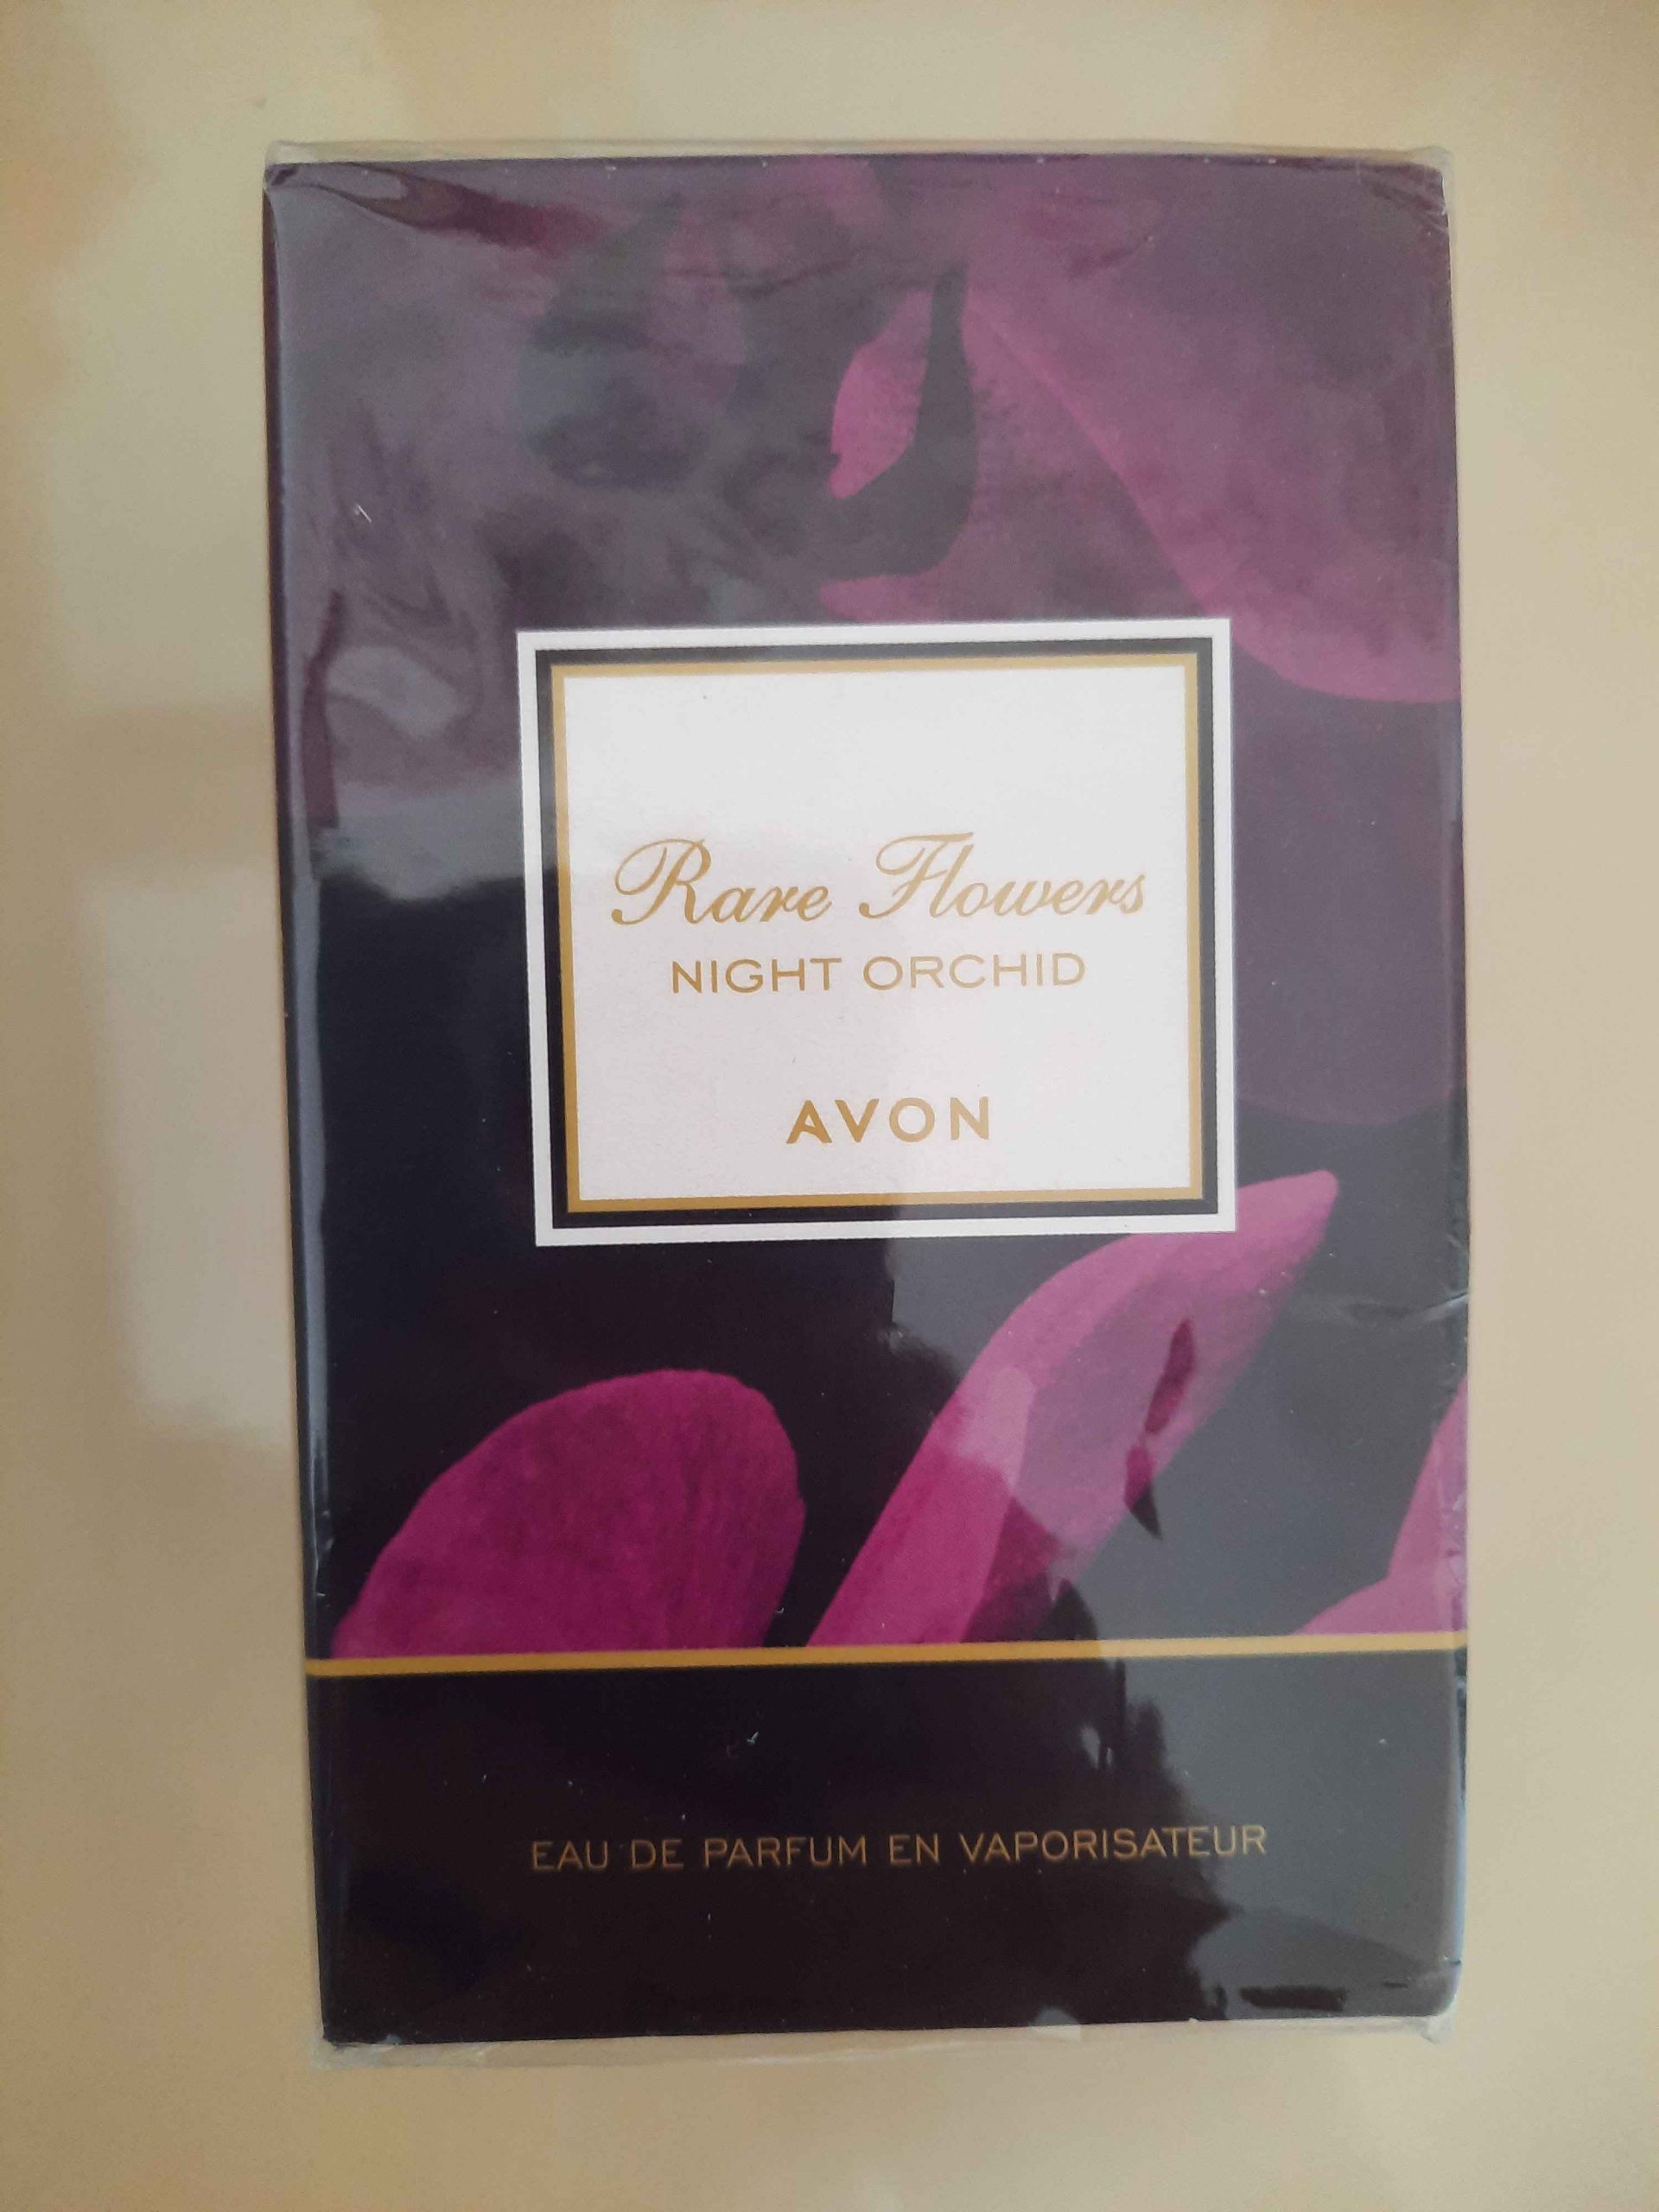 Rare Flowers
NIGHT ORCHID
AVON
EAU DE PARFUM EN VAPORISATEUR